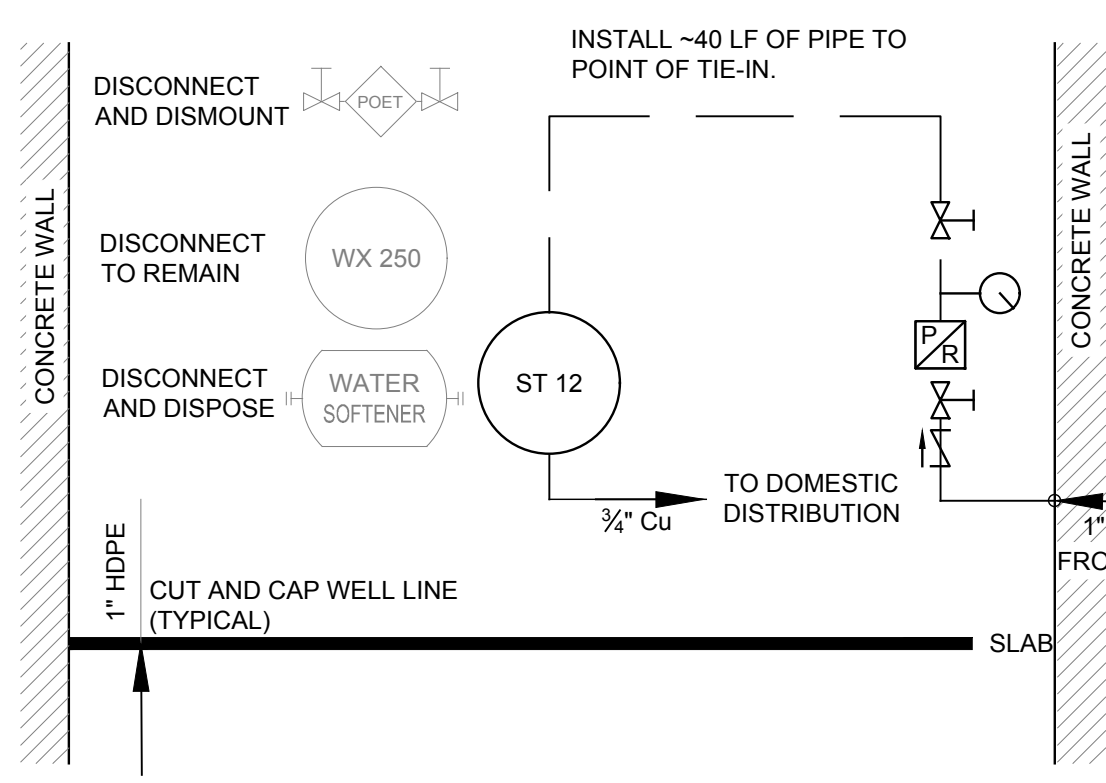 INSTALL ~40 LF OF PIPE TO
POINT OF TIE-IN.
DISCONNECT
AND DISMOUNT
POET
CONCRETE WALL
CONCRETE WALL
DISCONNECT
TO REMAIN
WX 250
P
R
DISCONNECT
AND DISPOSE
WATER
SOFTENER
ST 12
TO DOMESTIC
DISTRIBUTION
¾" Cu
1"
FRO
1" HDPE
CUT AND CAP WELL LINE
(TYPICAL)
SLAB